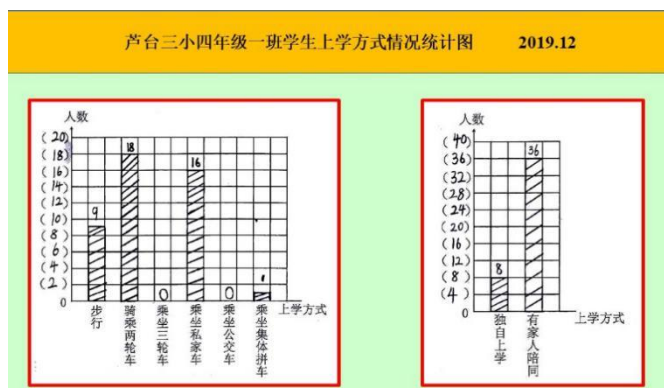 芦台三小四年级一班学生上学方式情况统计图 2019.12
人数
(20)
(18)
(16)
(14)
(12)
(10)
(8)
(6)
(4)
(2)
0
9
18
0
16
0
1
步行
骑乘两轮车
乘坐三轮车
乘坐私家车
乘坐公交车
乘坐集体拼车
上学方式
人数
(40)
(36)
(32)
(28)
(24)
(20)
(16)
(12)
(8)
(4)
0
8
36
独自上学
有家人陪同
上学方式